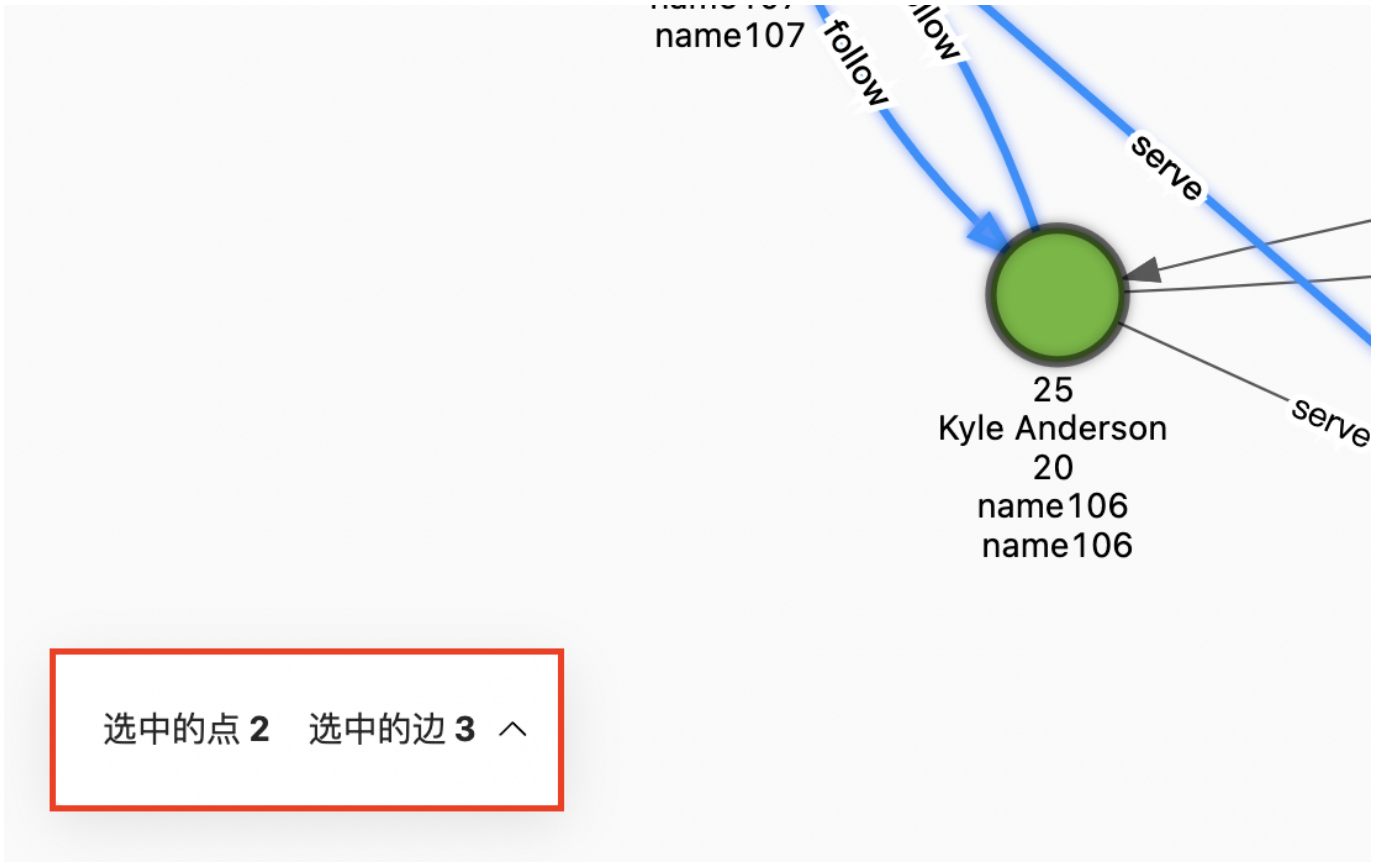 name107
follow
serve
25
Kyle Anderson
20
name106
name106
serve
选中的点 2 选中的边 3